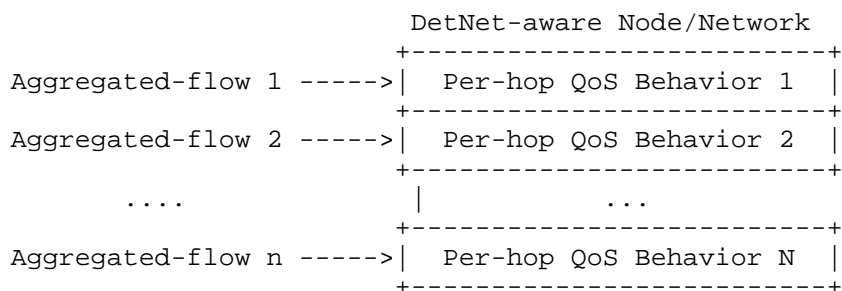 DetNet-aware Node/Network
+--------------------------+
Aggregated-flow 1 ----->| Per-hop QoS Behavior 1 |
+--------------------------+
Aggregated-flow 2 ----->| Per-hop QoS Behavior 2 |
+--------------------------+
.... | ...
+--------------------------+
Aggregated-flow n ----->| Per-hop QoS Behavior N |
+--------------------------+